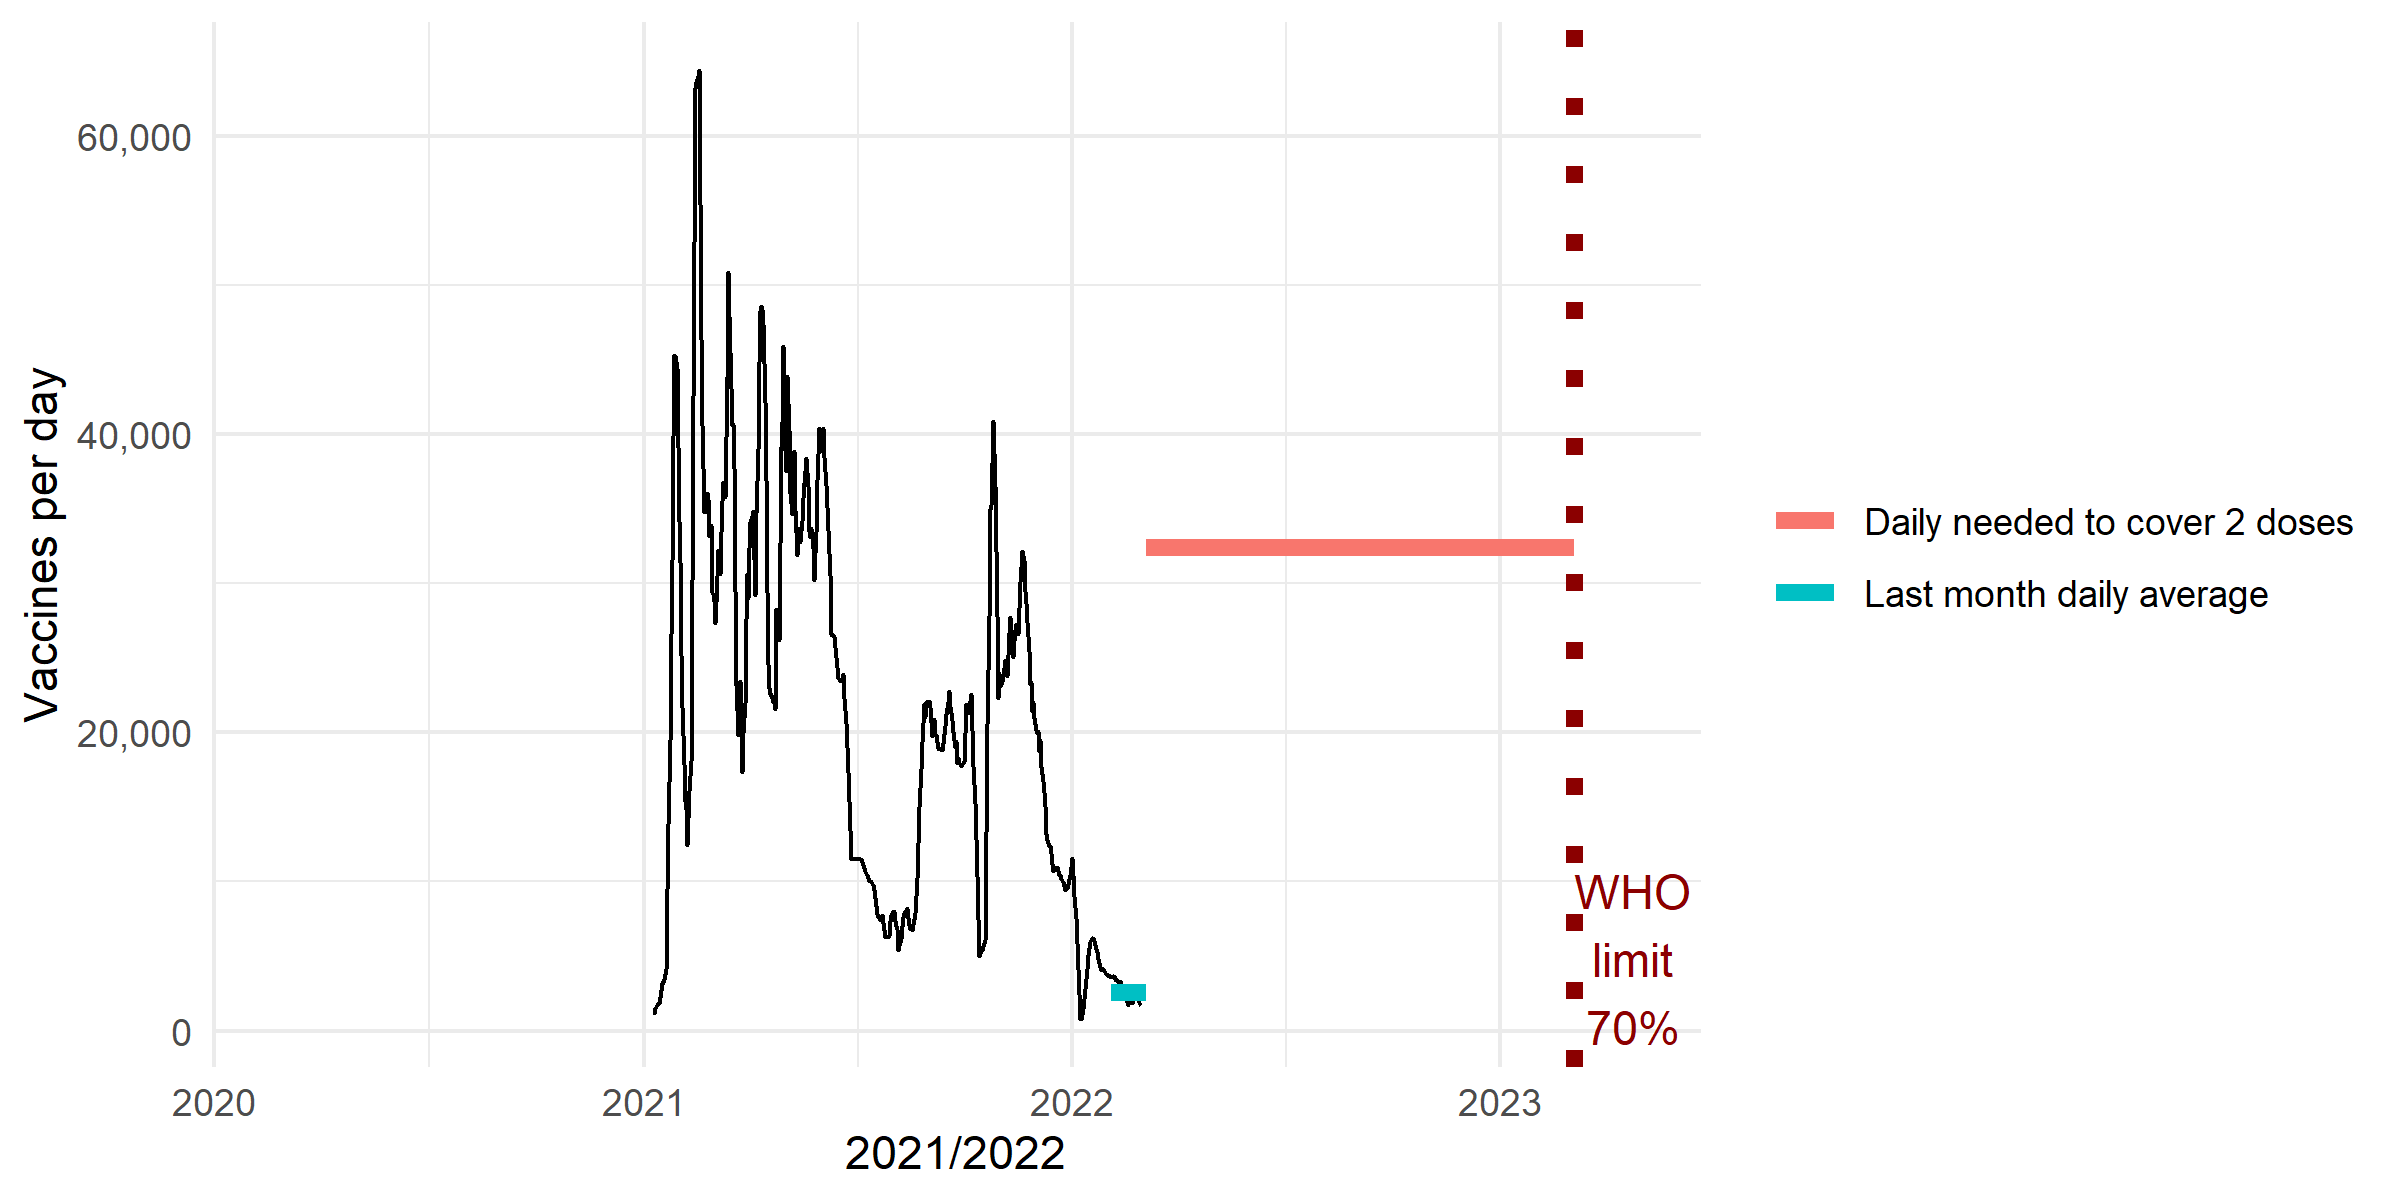 Vaccines per day
60,000
40,000
20,000
0
2020
2021
2022
2023
2021/2022
WHO
limit
70%
Daily needed to cover 2 doses
Last month daily average